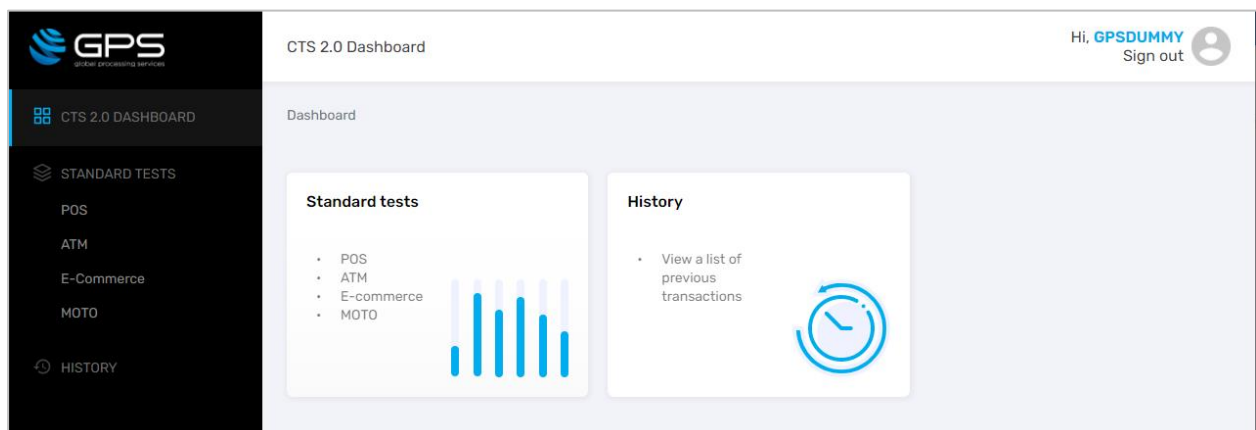 GPS
global processing services
CTS 2.0 Dashboard
Hi, GPSDUMMY
Sign out
CTS 2.0 DASHBOARD
STANDARD TESTS
POS
ATM
E-Commerce
MOTO
HISTORY
Dashboard
Standard tests
• POS
• ATM
• E-commerce
• MOTO
History
• View a list of
previous
transactions